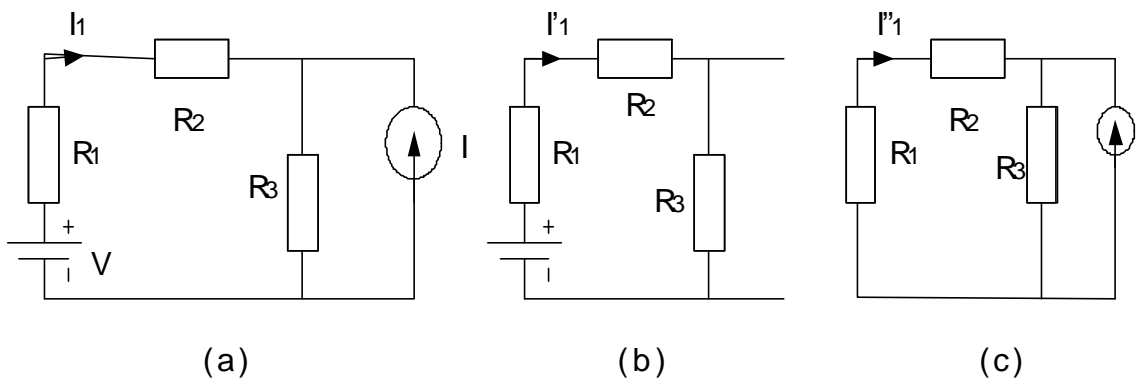 I1
R2
R1
R3
I
+
V
I
(a)
I'1
R2
R1
R3
+
I
(b)
I"1
R2
R1
R3
(c)